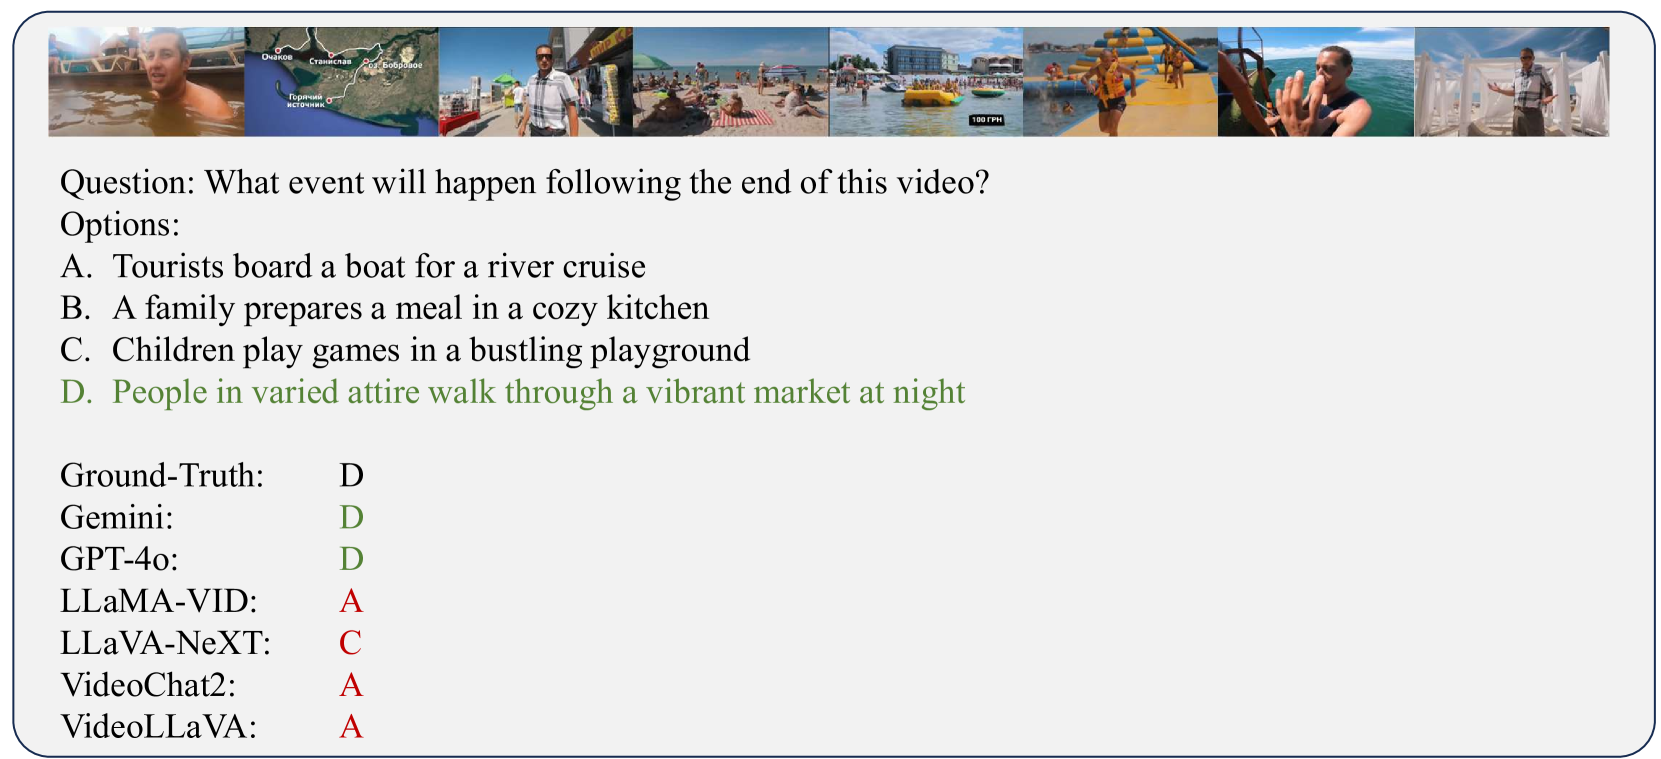 Очаков
Станислав
оз. Бобровое
Горячий
источник
100 ГРН
Question: What event will happen following the end of this video?
Options:
A. Tourists board a boat for a river cruise
B. A family prepares a meal in a cozy kitchen
C. Children play games in a bustling playground
D. People in varied attire walk through a vibrant market at night
Ground-Truth: D
Gemini: D
GPT-4o: D
LLaMA-VID: A
LLaVA-NeXT: C
VideoChat2: A
VideoLLaVA: A